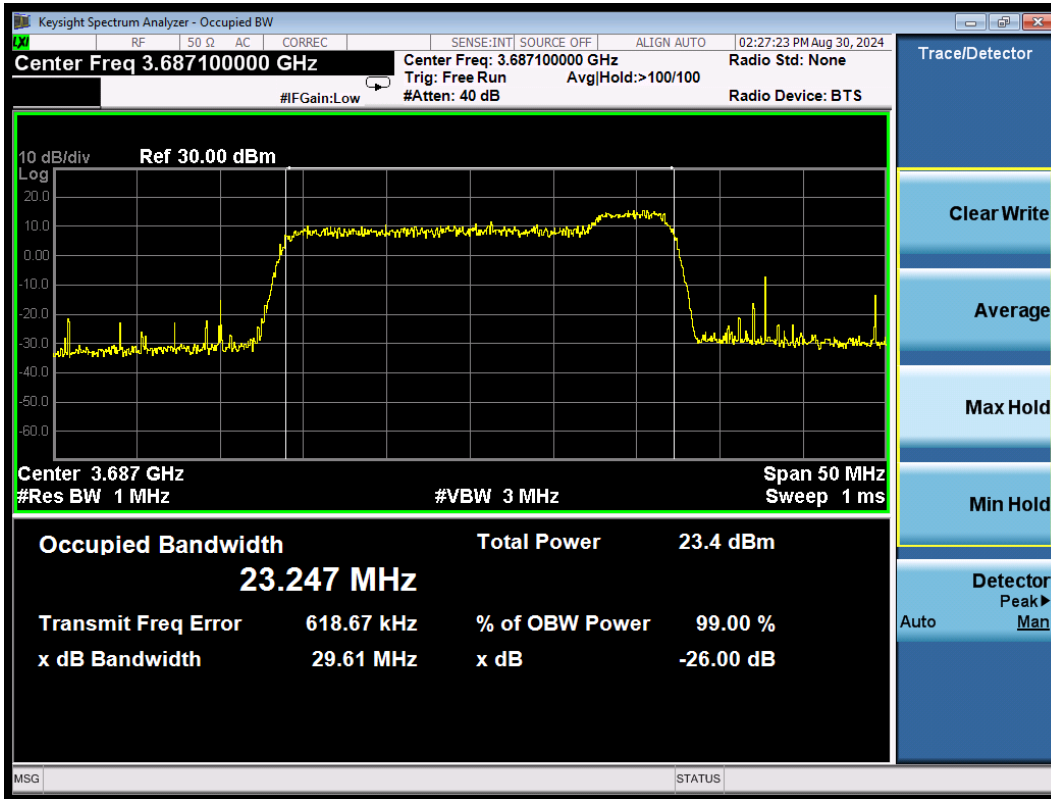 Keysight Spectrum Analyzer - Occupied BW
LXI RF 50 Ω AC CORREC SENSE:INT SOURCE OFF ALIGN AUTO 02:27:23 PM Aug 30, 2024
Center Freq 3.687100000 GHz
Center Freq: 3.687100000 GHz
Radio Std: None
Trig: Free Run Avg|Hold:>100/100
#IFGain:Low #Atten: 40 dB
Radio Device: BTS
Trace/Detector
10 dB/div Ref 30.00 dBm
Log
20.0
10.0
0.00
-10.0
-20.0
-30.0
-40.0
-50.0
-60.0
Center 3.687 GHz Span 50 MHz
#Res BW 1 MHz #VBW 3 MHz Sweep 1 ms
Occupied Bandwidth Total Power 23.4 dBm
23.247 MHz
Transmit Freq Error 618.67 kHz % of OBW Power 99.00 %
x dB Bandwidth 29.61 MHz x dB -26.00 dB
Clear Write
Average
Max Hold
Min Hold
Detector
Peak▶
Auto Man
MSG STATUS